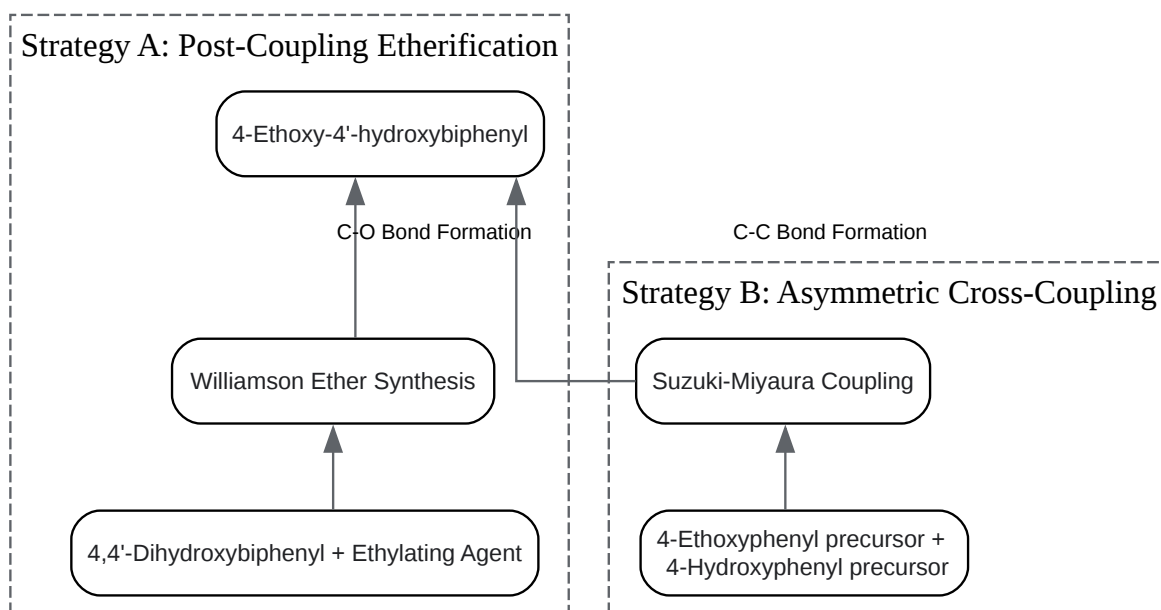 Strategy A: Post-Coupling Etherification
4-Ethoxy-4'-hydroxybiphenyl
C-O Bond Formation
C-C Bond Formation
Strategy B: Asymmetric Cross-Coupling
Williamson Ether Synthesis
Suzuki-Miyaura Coupling
4,4'-Dihydroxybiphenyl + Ethylating Agent
4-Ethoxyphenyl precursor +
4-Hydroxyphenyl precursor